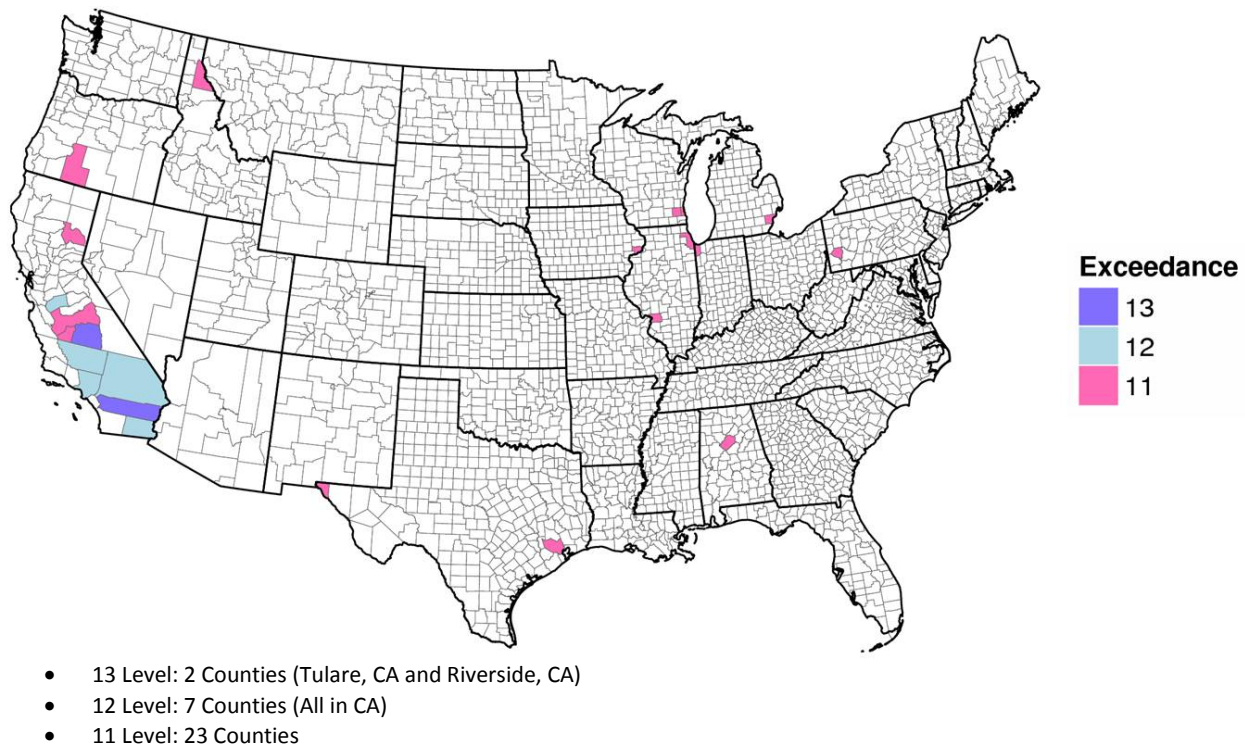 Exceedance
13
12
11
• 13 Level: 2 Counties (Tulare, CA and Riverside, CA)
• 12 Level: 7 Counties (All in CA)
• 11 Level: 23 Counties